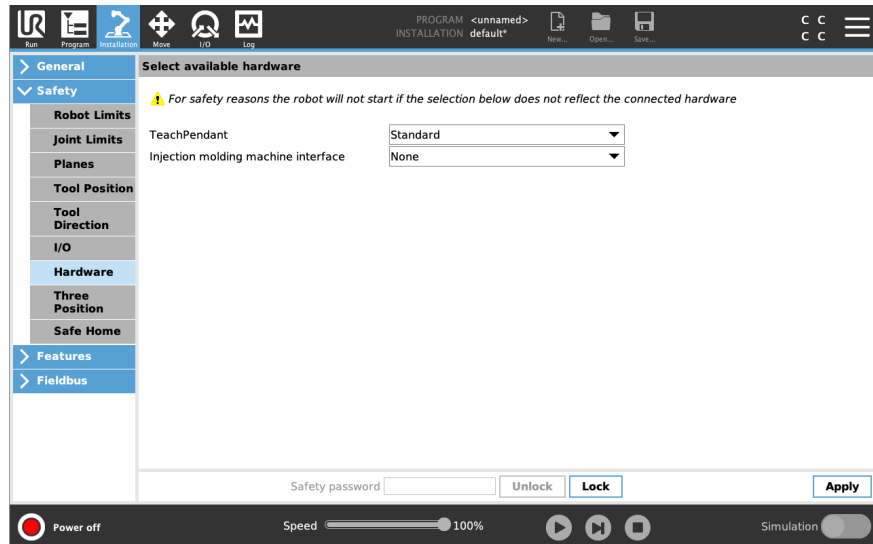 UR
Run
Program
Installation
Move
I/O
Log
PROGRAM <unnamed>
INSTALLATION default*
New...
Open...
Save...
C C
C C
General
Safety
Robot Limits
Joint Limits
Planes
Tool Position
Tool
Direction
I/O
Hardware
Three
Position
Safe Home
Features
Fieldbus
Select available hardware
For safety reasons the robot will not start if the selection below does not reflect the connected hardware
TeachPendant Standard
Injection molding machine interface None
Safety password Unlock Lock Apply
Power off Speed 100% Simulation